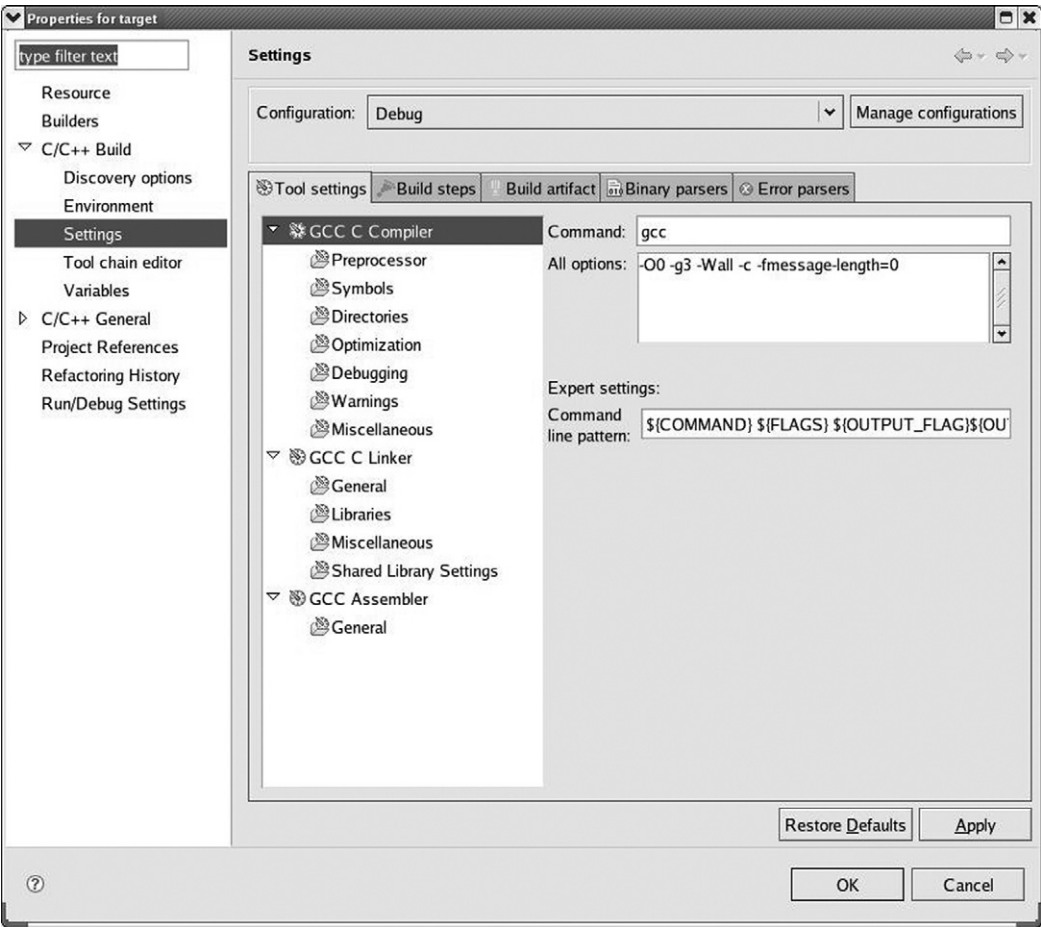 Properties for target
type filter text
Resource
Builders
C/C++ Build
Discovery options
Environment
Settings
Tool chain editor
Variables
C/C++ General
Project References
Refactoring History
Run/Debug Settings
Settings
Configuration: Debug Manage configurations
Tool settings Build steps Build artifact Binary parsers Error parsers
GCC C Compiler
Preprocessor
Symbols
Directories
Optimization
Debugging
Warnings
Miscellaneous
GCC C Linker
General
Libraries
Miscellaneous
Shared Library Settings
GCC Assembler
General
Command: gcc
All options: -O0 -g3 -Wall -c -fmessage-length=0
Expert settings:
Command
line pattern: ${COMMAND} ${FLAGS} ${OUTPUT_FLAG}${OU
Restore Defaults Apply
OK Cancel